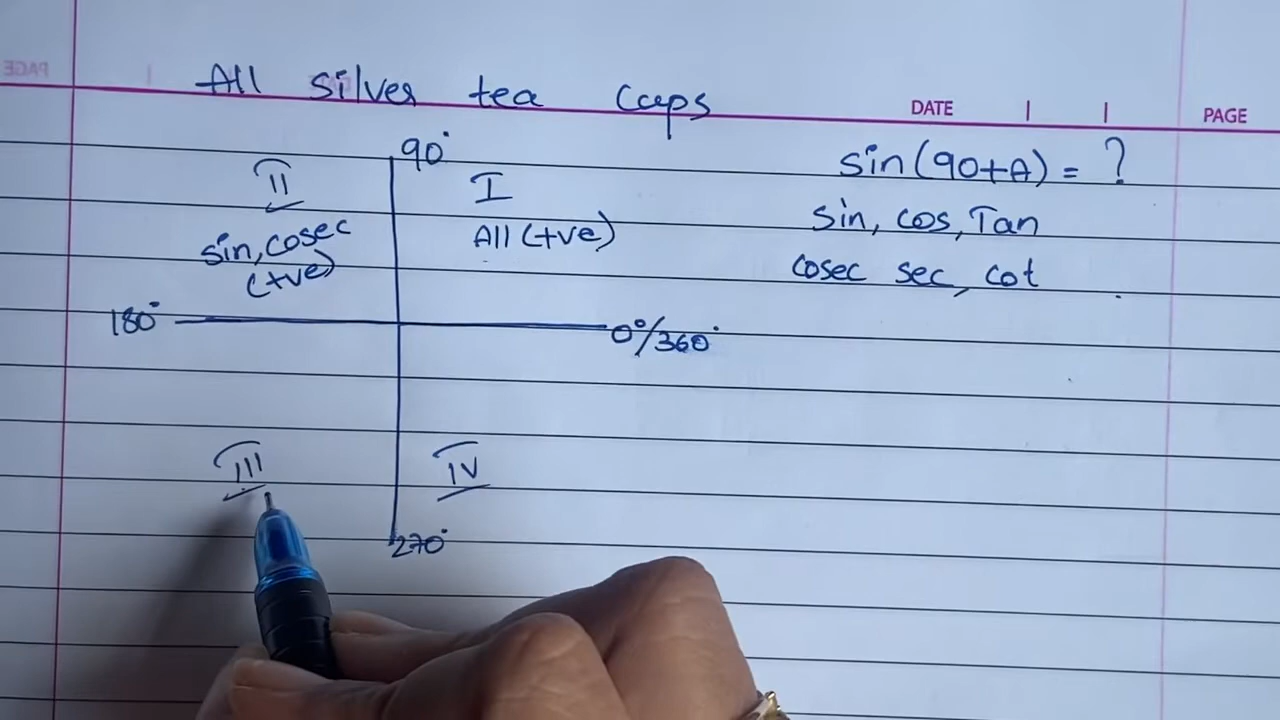 PAGE
All silver tea Cups
DATE
PAGE
90°
sin(90+A) = ?
II
I
sin, cosec
(+ve)
All (+ve)
sin, cos, Tan
cosec sec, cot
180°
0°/360°
III
IV
270°